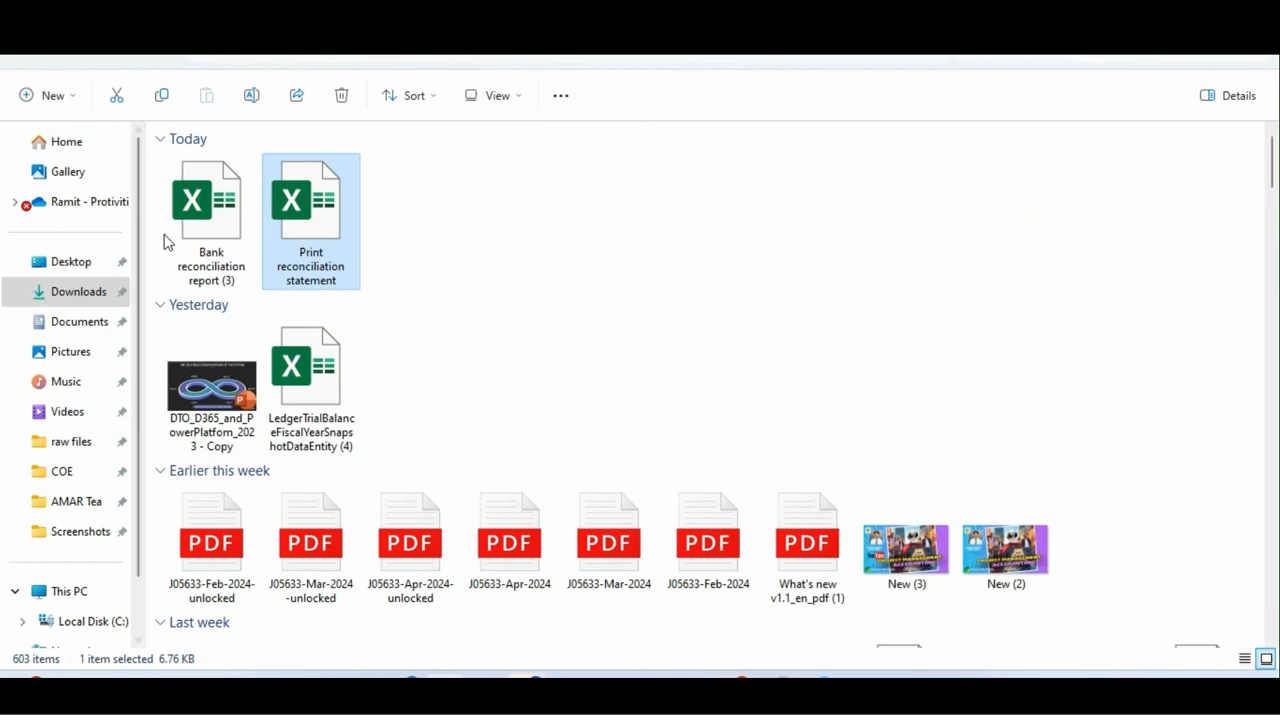 New
Sort
View
Details
Home
Gallery
Ramit - Protiviti
Desktop
Downloads
Documents
Pictures
Music
Videos
raw files
COE
AMAR Tea
Screenshots
This PC
Local Disk (C:)
Today
X
Bank
reconciliation
report (3)
X
Print
reconciliation
statement
Yesterday
P
DTO_D365_and_P
owerPlatfom_202
3 - Copy
X
LedgerTrialBalan
ceFiscalYearSnaps
hotDataEntity (4)
Earlier this week
PDF
J05633-Feb-2024-
unlocked
PDF
J05633-Mar-2024
-unlocked
PDF
J05633-Apr-2024-
unlocked
PDF
J05633-Apr-2024
PDF
J05633-Mar-2024
PDF
J05633-Feb-2024
PDF
What's new
v1.1_en_pdf (1)
New (3)
New (2)
Last week
603 items
1 item selected 6.76 KB